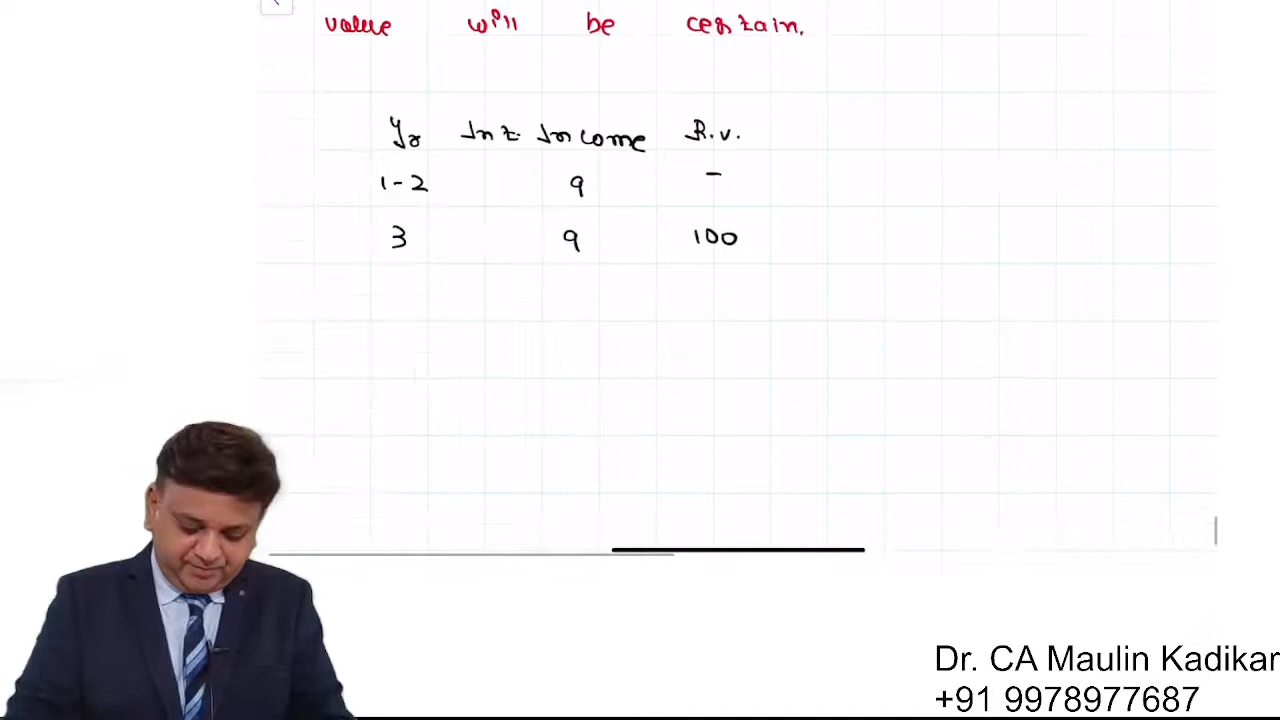 value will be certain.
Yr Int. Income R.V.
1-2 9 -
3 9 100
Dr. CA Maulin Kadikar
+91 9978977687